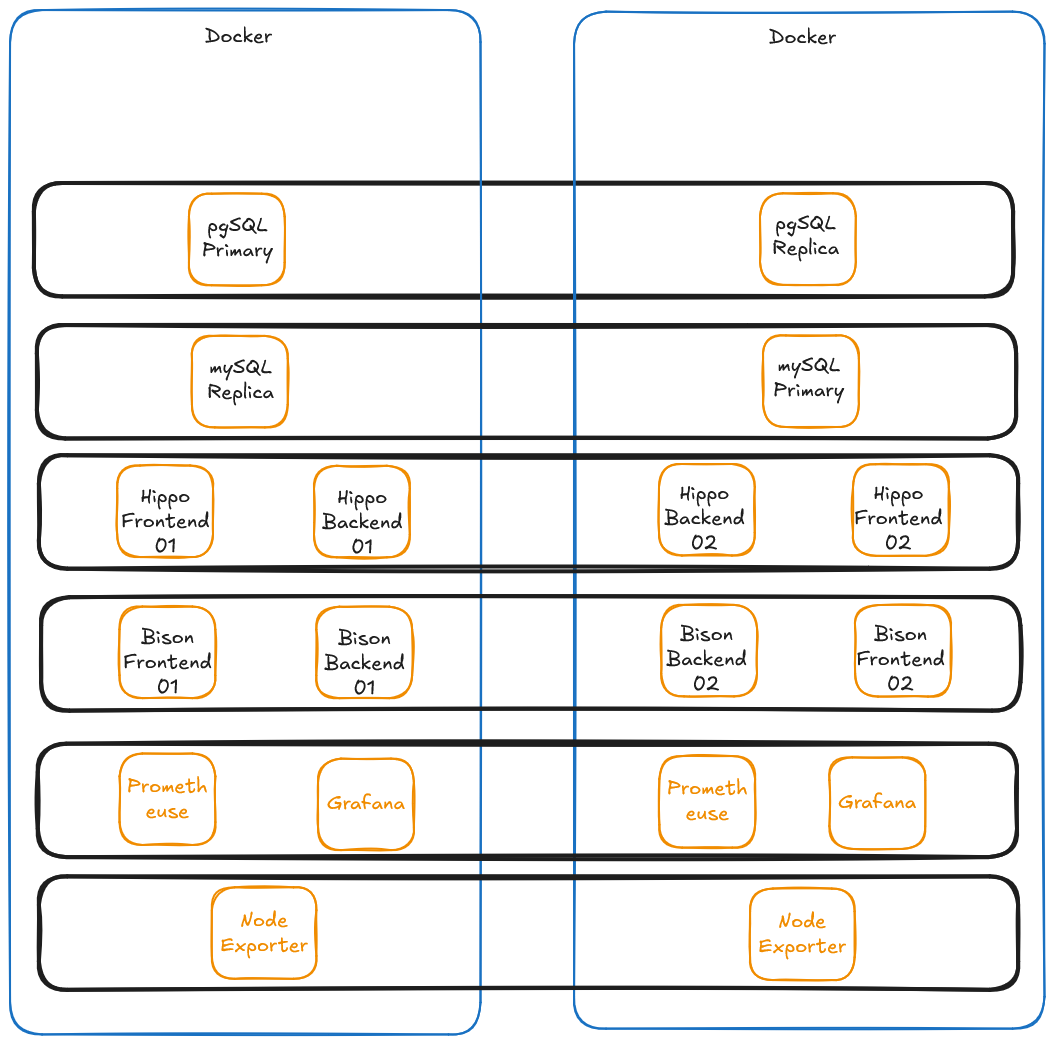 Docker
Docker
pgSQL
Primary
pgSQL
Replica
mySQL
Replica
mySQL
Primary
Hippo
Frontend
01
Hippo
Backend
01
Hippo
Backend
02
Hippo
Frontend
02
Bison
Frontend
01
Bison
Backend
01
Bison
Backend
02
Bison
Frontend
02
Prometh
euse
Grafana
Prometh
euse
Grafana
Node
Exporter
Node
Exporter